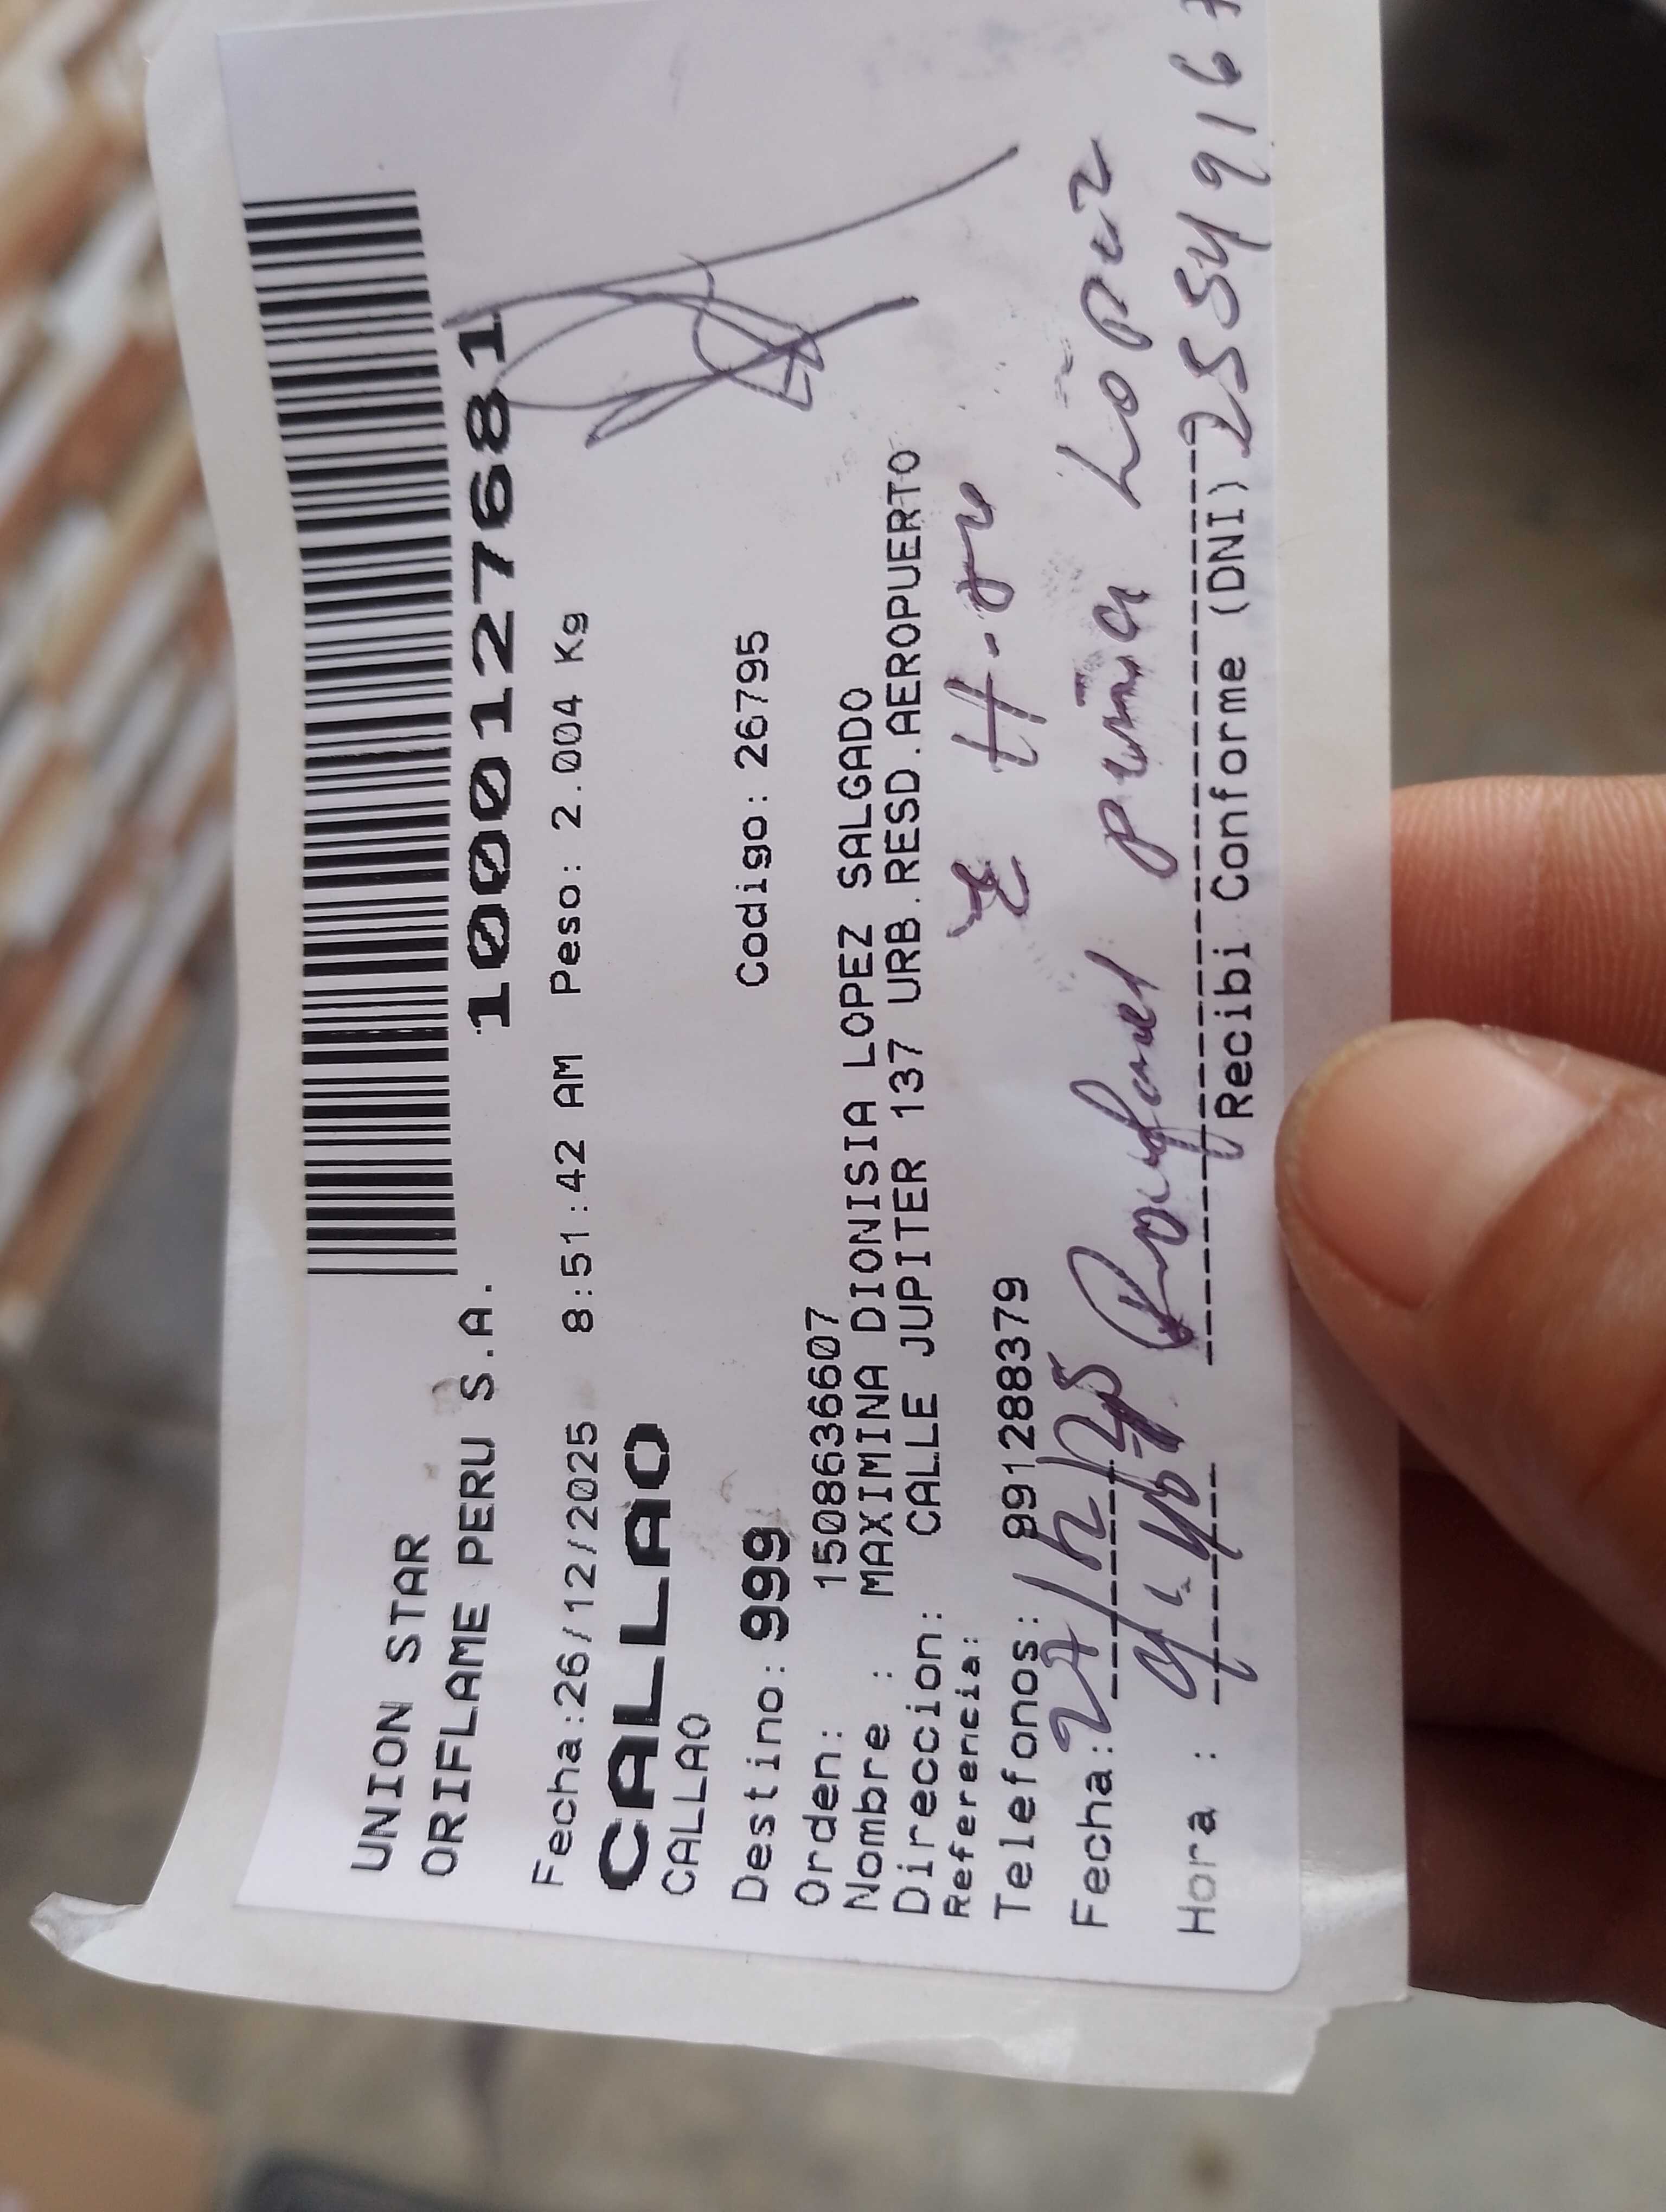 UNION STAR
ORIFLAME PERU S.A.
1000127681
Fecha:26/12/2025 8:51:42 AM Peso: 2.004 Kg
CALLAO
CALLAO
Destino: 999 Codigo: 26795
Orden: 1508636607
Nombre : MAXIMINA DIONISIA LOPEZ SALGADO
Direccion: CALLE JUPITER 137 URB.RESD.AEROPUERTO
Referencia:
Telefonos: 991288379
Fecha: López
Hora :
Recibi Conforme (DNI)